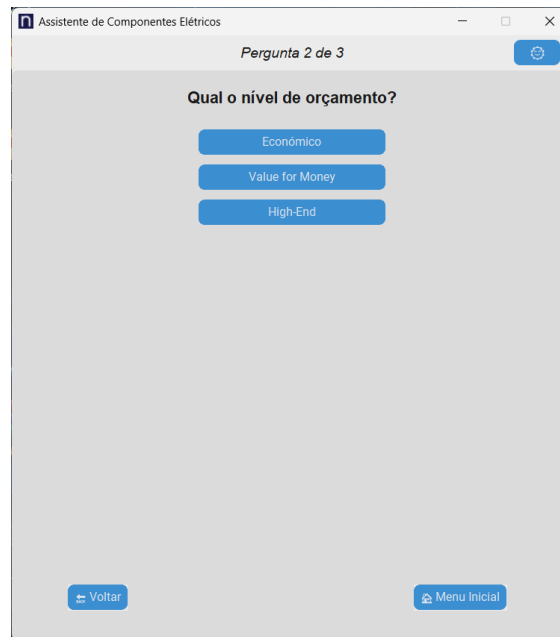 Assistente de Componentes Elétricos
Pergunta 2 de 3
Qual o nível de orçamento?
Económico
Value for Money
High-End
Voltar
Menu Inicial